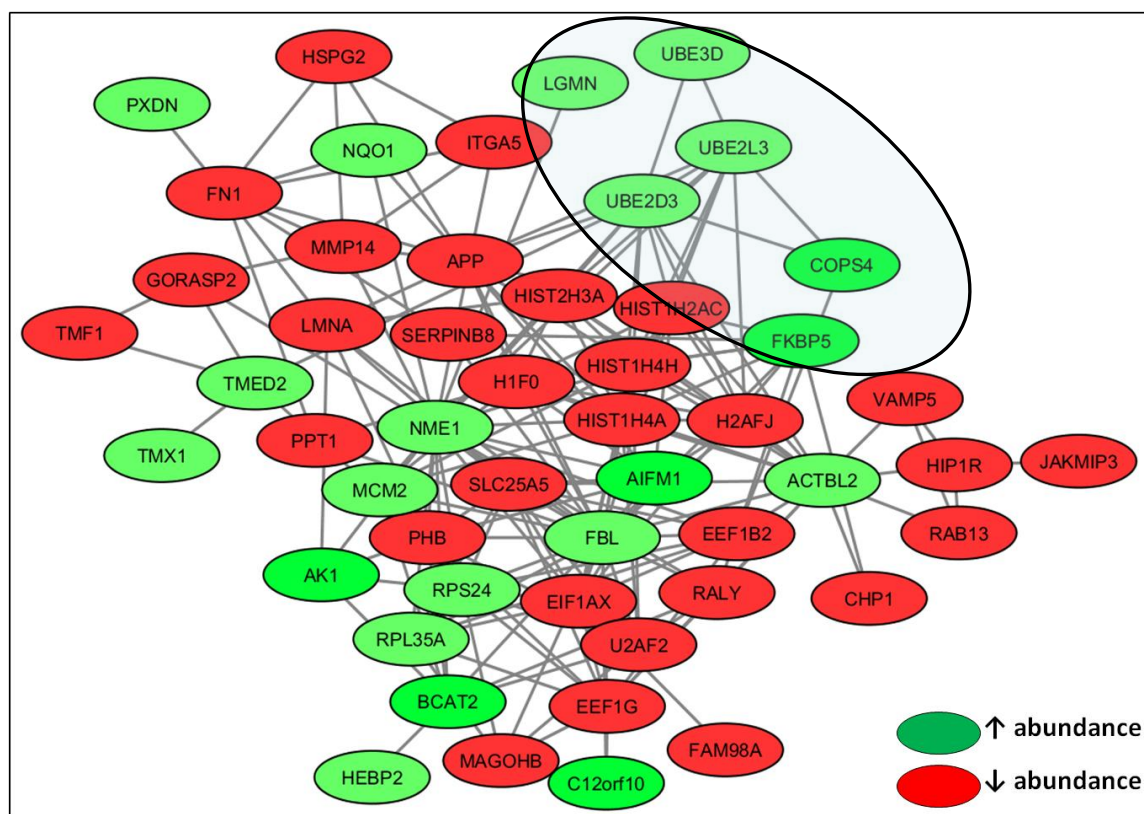 HSPG2
UBE3D
LGMN
PXDN
NQO1
ITGA5
UBE2L3
FN1
UBE2D3
MMP14
APP
COPS4
GORASP2
HIST2H3A
HIST1H2AC
TMF1
LMNA
SERPINB8
FKBP5
HIST1H4H
TMED2
H1F0
VAMP5
NME1
HIST1H4A
H2AFJ
PPT1
TMX1
HIP1R
JAKMIP3
MCM2
SLC25A5
AIFM1
ACTBL2
PHB
FBL
EEF1B2
RAB13
AK1
RPS24
EIF1AX
RALY
CHP1
RPL35A
U2AF2
BCAT2
EEF1G
MAGOHB
FAM98A
HEBP2
C12orf10
↑ abundance
↓ abundance